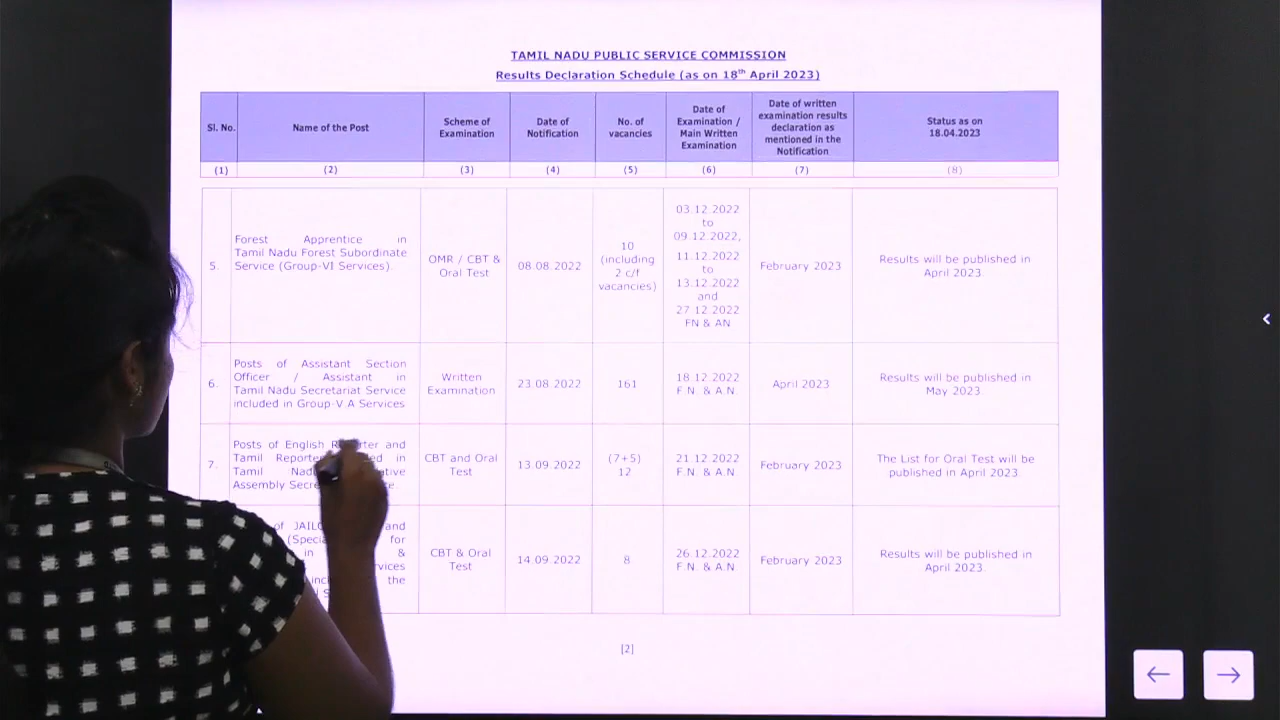 TAMIL NADU PUBLIC SERVICE COMMISSION
Results Declaration Schedule (as on 18th April 2023)
Sl. No.
Name of the Post
Scheme of
Examination
Date of
Notification
No. of
vacancies
Date of
Examination /
Main Written
Examination
Date of written
examination results
declaration as
mentioned in the
Notification
Status as on
18.04.2023
(1)
(2)
(3)
(4)
(5)
(6)
(7)
(8)
5.
Forest Apprentice in
Tamil Nadu Forest Subordinate
Service (Group-VI Services).
OMR / CBT &
Oral Test
08.08.2022
10
(including
2 c/f
vacancies)
03.12.2022
to
09.12.2022,
11.12.2022
to
13.12.2022
and
27.12.2022
FN & AN
February 2023
Results will be published in
April 2023.
6.
Posts of Assistant Section
Officer / Assistant in
Tamil Nadu Secretariat Service
included in Group-V A Services
Written
Examination
23.08.2022
161
18.12.2022
F.N. & A.N.
April 2023
Results will be published in
May 2023.
7.
Posts of English and
Tamil in
Tamil
Assembly
CBT and Oral
Test
13.09.2022
(7+5)
12
21.12.2022
F.N. & A.N.
February 2023
The List for Oral Test will be
published in April 2023.
of and
for
in &
the
CBT & Oral
Test
14.09.2022
8
26.12.2022
F.N. & A.N.
February 2023
Results will be published in
April 2023.
[2]